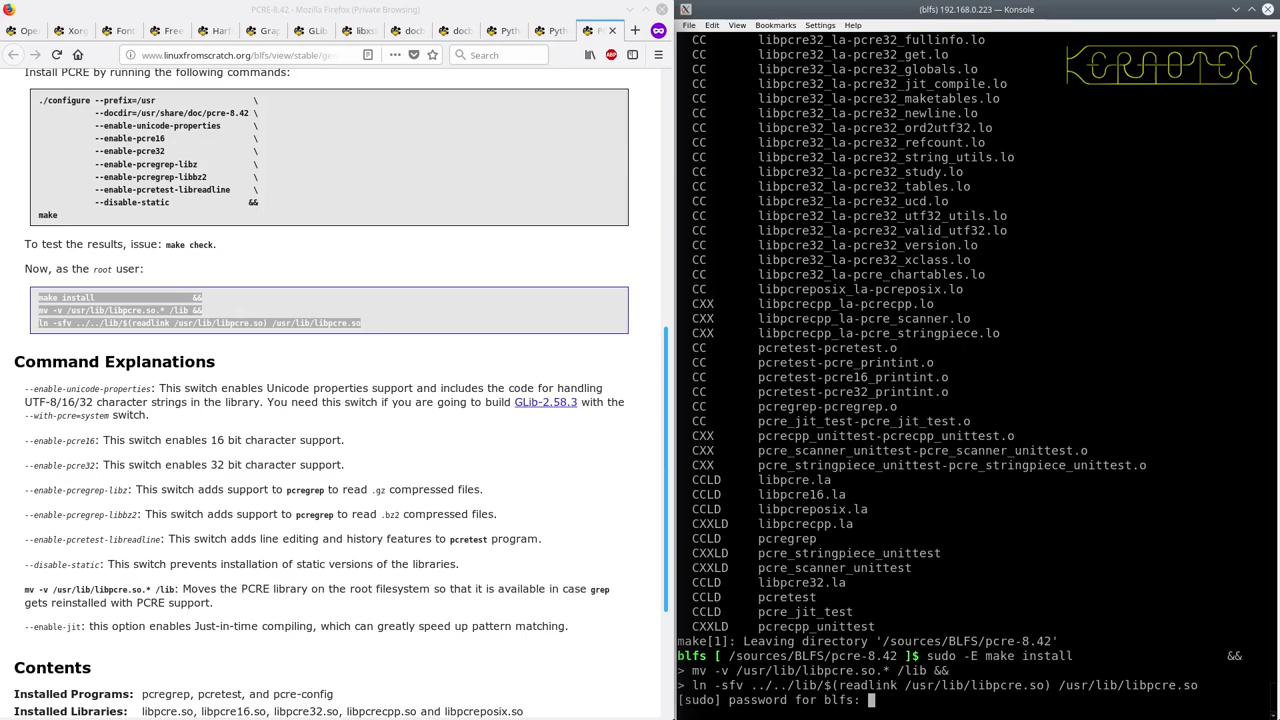 PCRE-8.42 - Mozilla Firefox (Private Browsing)
Open
Xorg
Font
Free
Harf
Grap
GLib
libxsl
docb
docb
Pyth
Pyth
P
www.linuxfromscratch.org/blfs/view/stable/ge
Search
Install PCRE by running the following commands:
./configure --prefix=/usr \
--docdir=/usr/share/doc/pcre-8.42 \
--enable-unicode-properties \
--enable-pcre16 \
--enable-pcre32 \
--enable-pcregrep-libz \
--enable-pcregrep-libbz2 \
--enable-pcretest-libreadline \
--disable-static &&
make
To test the results, issue: make check.
Now, as the root user:
make install &&
mv -v /usr/lib/libpcre.so.* /lib &&
ln -sfv ../../lib/$(readlink /usr/lib/libpcre.so) /usr/lib/libpcre.so
Command Explanations
--enable-unicode-properties: This switch enables Unicode properties support and includes the code for handling
UTF-8/16/32 character strings in the library. You need this switch if you are going to build GLib-2.58.3 with the
--with-pcre=system switch.
--enable-pcre16: This switch enables 16 bit character support.
--enable-pcre32: This switch enables 32 bit character support.
--enable-pcregrep-libz: This switch adds support to pcregrep to read .gz compressed files.
--enable-pcregrep-libbz2: This switch adds support to pcregrep to read .bz2 compressed files.
--enable-pcretest-libreadline: This switch adds line editing and history features to pcretest program.
--disable-static: This switch prevents installation of static versions of the libraries.
mv -v /usr/lib/libpcre.so.* /lib: Moves the PCRE library on the root filesystem so that it is available in case grep
gets reinstalled with PCRE support.
--enable-jit: this option enables Just-in-time compiling, which can greatly speed up pattern matching.
Contents
Installed Programs: pcregrep, pcretest, and pcre-config
Installed Libraries: libpcre.so, libpcre16.so, libpcre32.so, libpcrecpp.so and libpcreposix.so
(blfs) 192.168.0.223 — Konsole
File Edit View Bookmarks Settings Help
KERAOTEX
CC libpcre32_la-pcre32_fullinfo.lo
CC libpcre32_la-pcre32_get.lo
CC libpcre32_la-pcre32_globals.lo
CC libpcre32_la-pcre32_jit_compile.lo
CC libpcre32_la-pcre32_maketables.lo
CC libpcre32_la-pcre32_newline.lo
CC libpcre32_la-pcre32_ord2utf32.lo
CC libpcre32_la-pcre32_refcount.lo
CC libpcre32_la-pcre32_string_utils.lo
CC libpcre32_la-pcre32_study.lo
CC libpcre32_la-pcre32_tables.lo
CC libpcre32_la-pcre32_ucd.lo
CC libpcre32_la-pcre32_utf32_utils.lo
CC libpcre32_la-pcre32_valid_utf32.lo
CC libpcre32_la-pcre32_version.lo
CC libpcre32_la-pcre32_xclass.lo
CC libpcre32_la-pcre_chartables.lo
CC libpcreposix_la-pcreposix.lo
CXX libpcrecpp_la-pcrecpp.lo
CXX libpcrecpp_la-pcre_scanner.lo
CXX libpcrecpp_la-pcre_stringpiece.lo
CC pcretest-pcretest.o
CC pcretest-pcre_printint.o
CC pcretest-pcre16_printint.o
CC pcretest-pcre32_printint.o
CC pcregrep-pcregrep.o
CC pcre_jit_test-pcre_jit_test.o
CXX pcrecpp_unittest-pcrecpp_unittest.o
CXX pcre_scanner_unittest-pcre_scanner_unittest.o
CXX pcre_stringpiece_unittest-pcre_stringpiece_unittest.o
CCLD libpcre.la
CCLD libpcre16.la
CCLD libpcreposix.la
CXXLD libpcrecpp.la
CCLD pcregrep
CXXLD pcre_stringpiece_unittest
CXXLD pcre_scanner_unittest
CCLD libpcre32.la
CCLD pcretest
CCLD pcre_jit_test
CXXLD pcrecpp_unittest
make[1]: Leaving directory '/sources/BLFS/pcre-8.42'
blfs [ /sources/BLFS/pcre-8.42 ]$ sudo -E make install &&
> mv -v /usr/lib/libpcre.so.* /lib &&
> ln -sfv ../../lib/$(readlink /usr/lib/libpcre.so) /usr/lib/libpcre.so
[sudo] password for blfs: